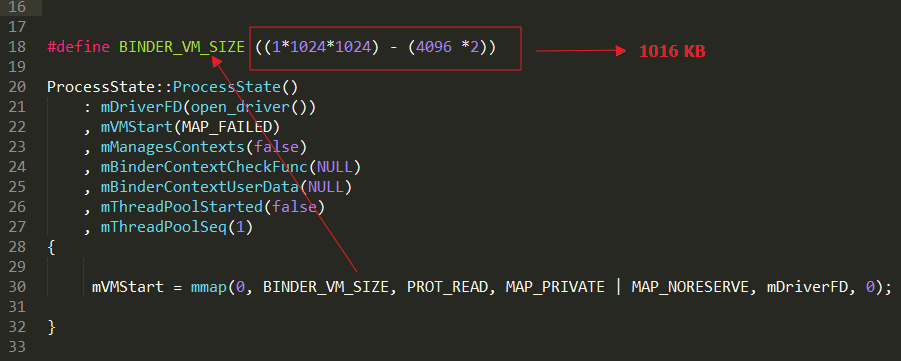 16
17
18 #define BINDER_VM_SIZE ((1*1024*1024) - (4096 *2)) 1016 KB
19
20 ProcessState::ProcessState()
21 : mDriverFD(open_driver())
22 , mVMStart(MAP_FAILED)
23 , mManagesContexts(false)
24 , mBinderContextCheckFunc(NULL)
25 , mBinderContextUserData(NULL)
26 , mThreadPoolStarted(false)
27 , mThreadPoolSeq(1)
28 {
29
30 mVMStart = mmap(0, BINDER_VM_SIZE, PROT_READ, MAP_PRIVATE | MAP_NORESERVE, mDriverFD, 0);
31
32 }
33